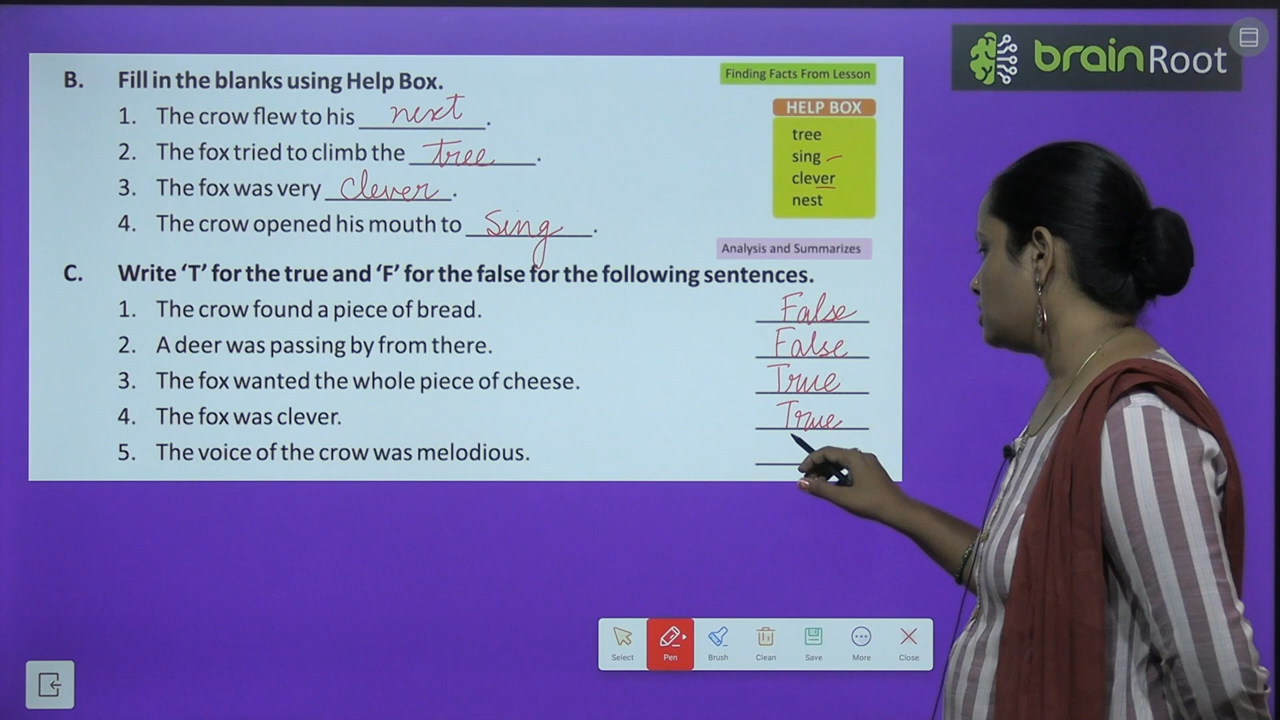 brainRoot
B. Fill in the blanks using Help Box.
Finding Facts From Lesson
HELP BOX
tree
sing
clever
nest
1. The crow flew to his next.
2. The fox tried to climb the tree.
3. The fox was very clever.
4. The crow opened his mouth to Sing.
Analysis and Summarizes
C. Write ‘T’ for the true and ‘F’ for the false for the following sentences.
1. The crow found a piece of bread. False
2. A deer was passing by from there. False
3. The fox wanted the whole piece of cheese. True
4. The fox was clever. True
5. The voice of the crow was melodious.
Select Pen Brush Clean Save More Close